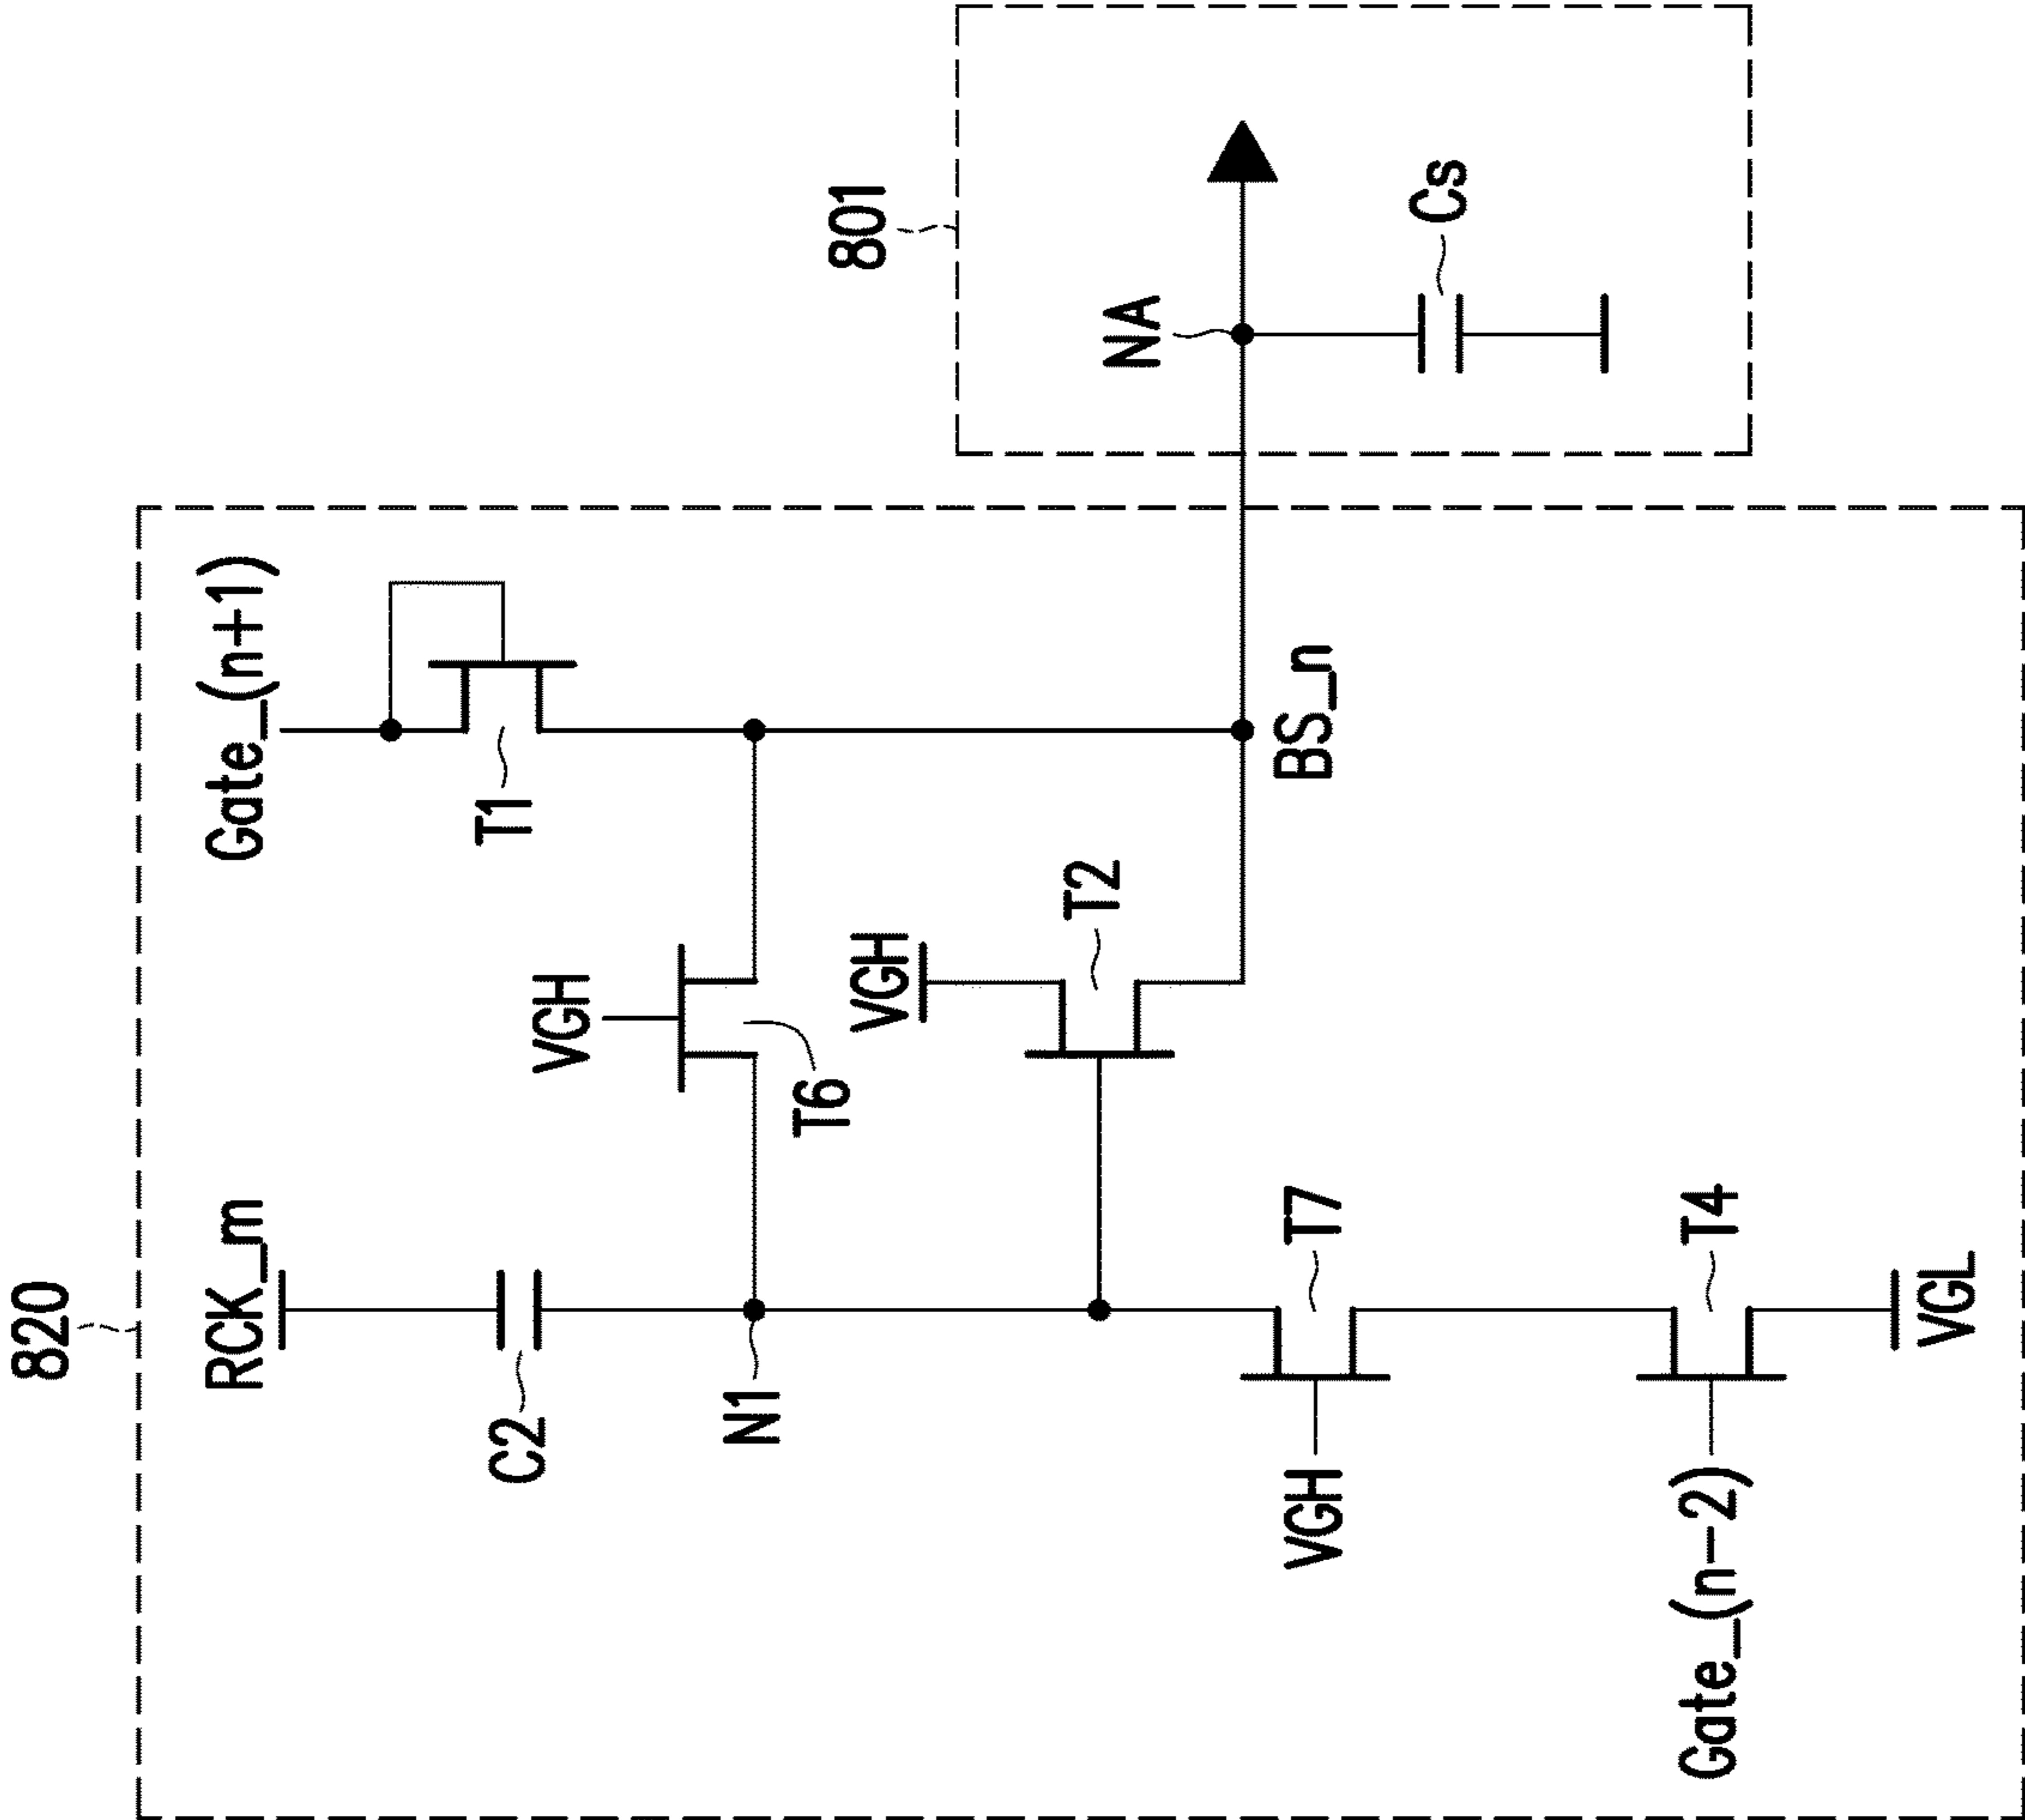 820
RCK_m
Gate_(n+1)
C2
T1
VGH
N1
T6
VGH
T2
801
NA
VGH
T7
BS_n
Cs
Gate_(n-2)
T4
VGL